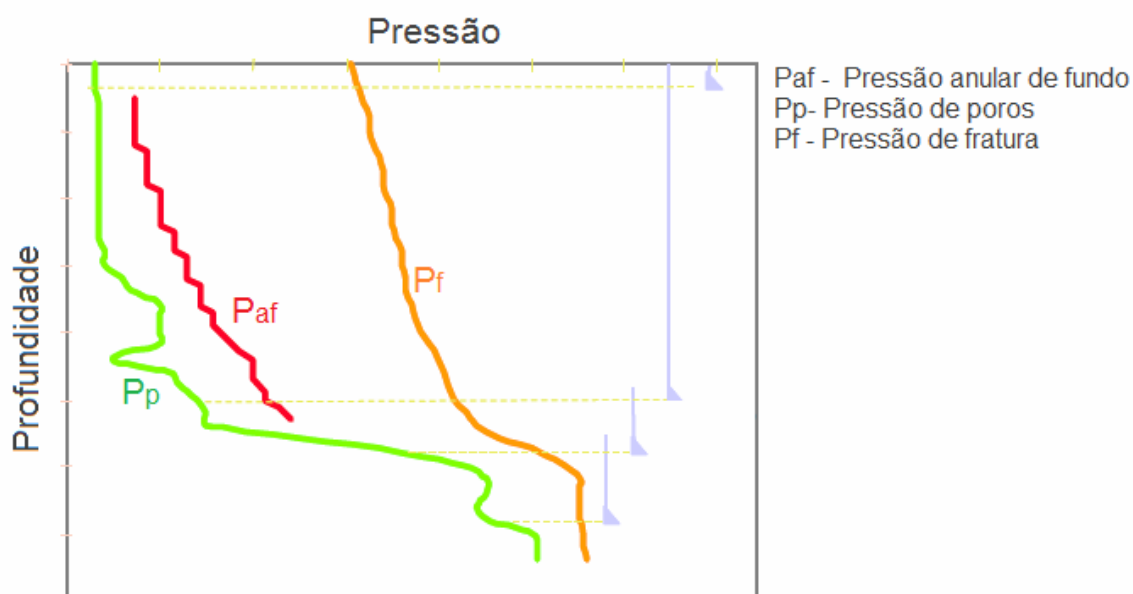 Pressão
Paf - Pressão anular de fundo
Pp- Pressão de poros
Pf - Pressão de fratura
Profundidade
Pf
Paf
Pp